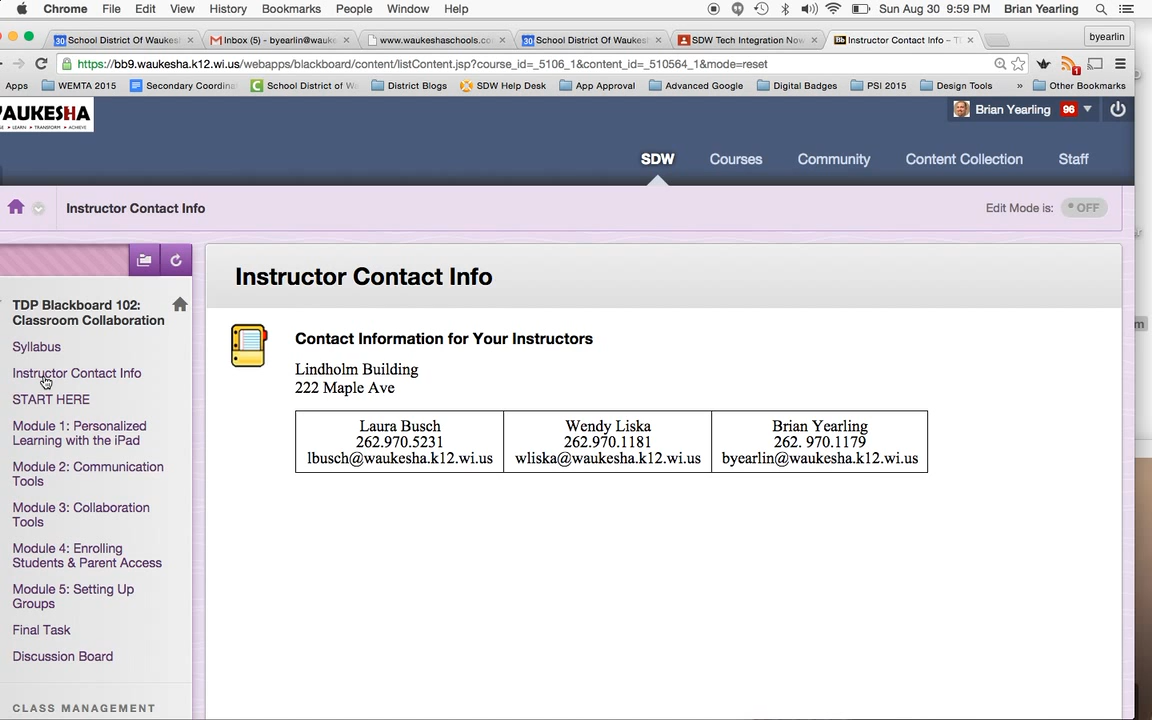 Chrome File Edit View History Bookmarks People Window Help Sun Aug 30 9:59 PM Brian Yearling
30 School District Of Waukes × Inbox (5) - byearlin@wauke × www.waukeshaschools.co × 30 School District Of Waukesh × SDW Tech Integration Now × Bb Instructor Contact Info – T × byearlin
https://bb9.waukesha.k12.wi.us/webapps/blackboard/content/listContent.jsp?course_id=_5106_1&content_id=_510564_1&mode=reset 1
Apps WEMTA 2015 Secondary Coordina School District of W District Blogs SDW Help Desk App Approval Advanced Google Digital Badges PSI 2015 Design Tools » Other Bookmarks
AUKESHA
LEARN ▸ TRANSFORM ▸ ACHIEVE
Brian Yearling 96
SDW Courses Community Content Collection Staff
Instructor Contact Info Edit Mode is: OFF
Instructor Contact Info
TDP Blackboard 102:
Classroom Collaboration
Syllabus
Instructor Contact Info
START HERE
Module 1: Personalized
Learning with the iPad
Module 2: Communication
Tools
Module 3: Collaboration
Tools
Module 4: Enrolling
Students & Parent Access
Module 5: Setting Up
Groups
Final Task
Discussion Board
CLASS MANAGEMENT
Contact Information for Your Instructors
Lindholm Building
222 Maple Ave
Laura Busch Wendy Liska Brian Yearling
262.970.5231 262.970.1181 262. 970.1179
lbusch@waukesha.k12.wi.us wliska@waukesha.k12.wi.us byearlin@waukesha.k12.wi.us